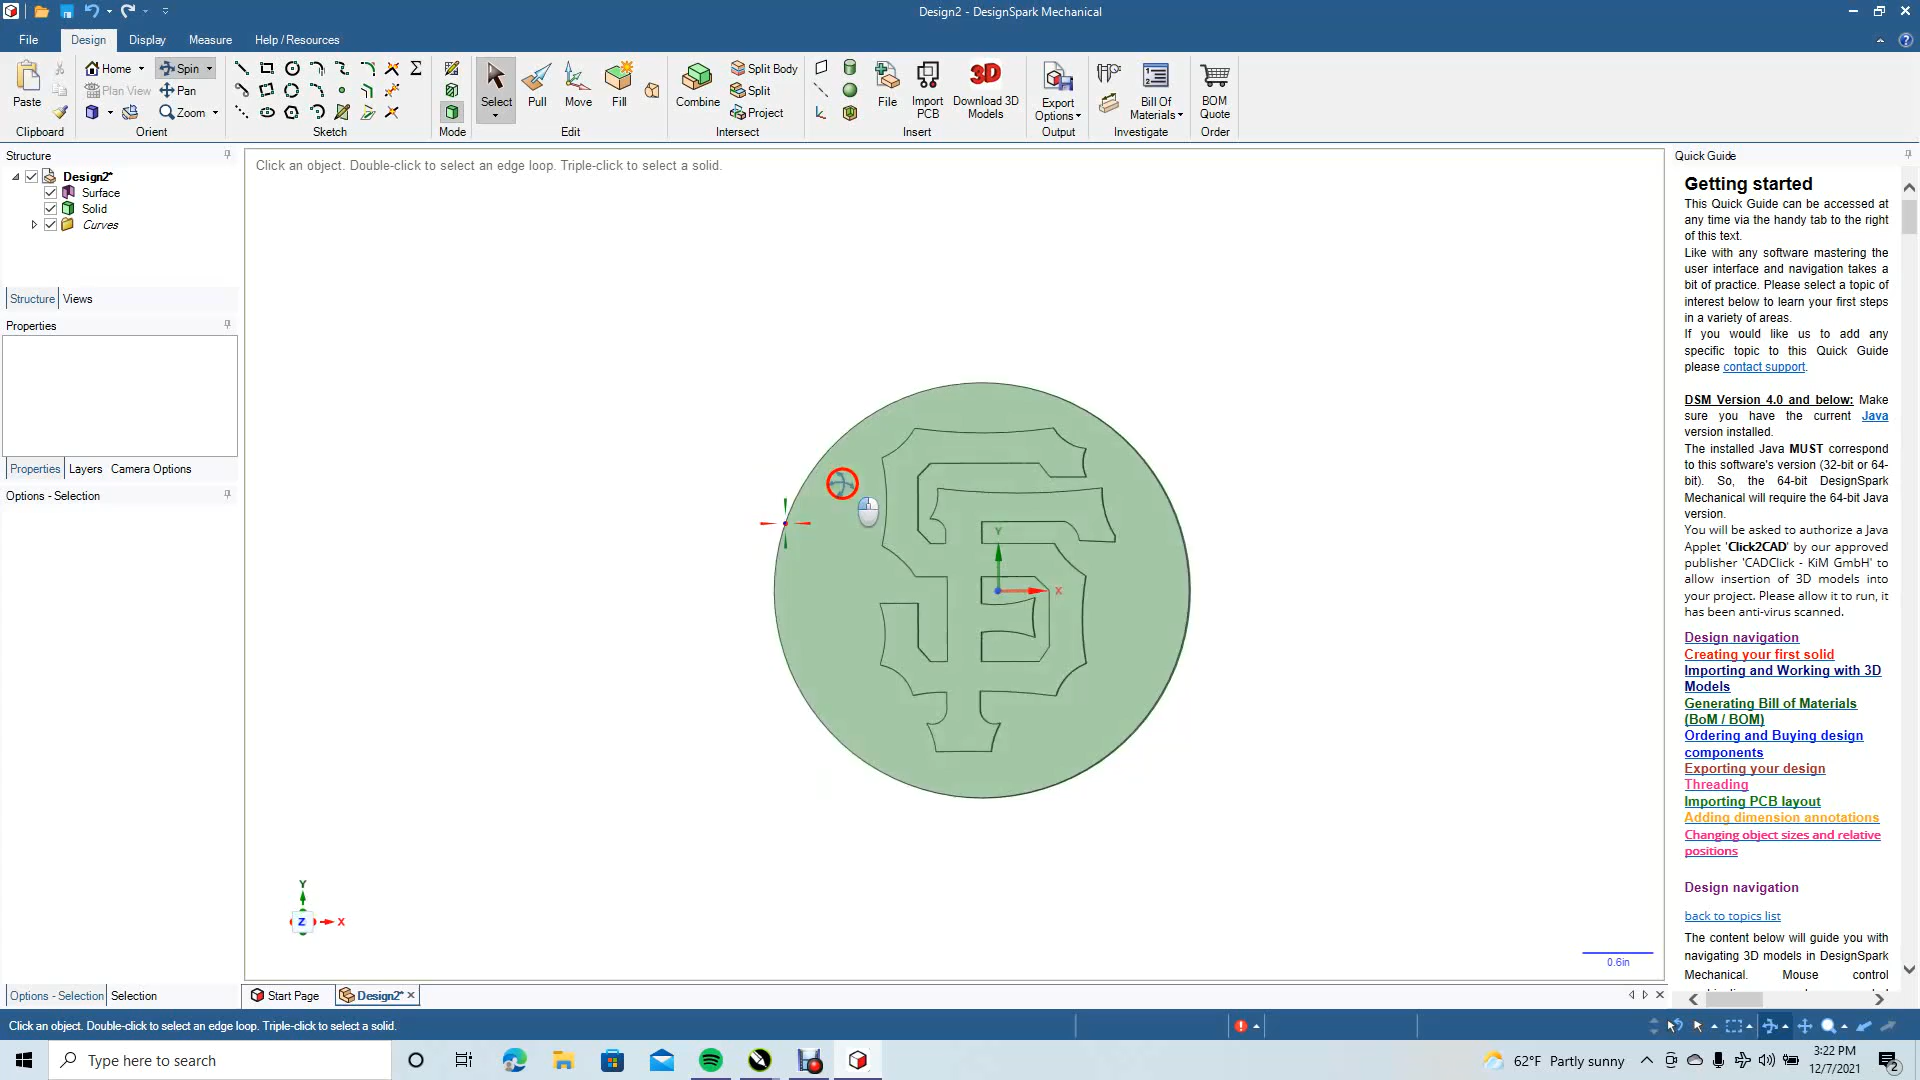 Design2 - DesignSpark Mechanical
File
Design
Display
Measure
Help / Resources
Paste
Clipboard
Home
Spin
Plan View
Pan
Zoom
Orient
Sketch
Mode
Select
Pull
Move
Fill
Edit
Combine
Split Body
Split
Project
Intersect
File
Import
PCB
Download 3D
Models
Insert
3D
Export
Options
Output
Bill Of
Materials
Investigate
BOM
Quote
Order
Structure
Design2*
Surface
Solid
Curves
Structure
Views
Properties
Properties
Layers
Camera Options
Options - Selection
Options - Selection
Selection
Click an object. Double-click to select an edge loop. Triple-click to select a solid.
Y
X
Y
Z
X
0.6in
Start Page
Design2*
Quick Guide
Getting started
This Quick Guide can be accessed at
any time via the handy tab to the right
of this text.
Like with any software mastering the
user interface and navigation takes a
bit of practice. Please select a topic of
interest below to learn your first steps
in a variety of areas.
If you would like us to add any
specific topic to this Quick Guide
please contact support.
DSM Version 4.0 and below: Make
sure you have the current Java
version installed.
The installed Java MUST correspond
to this software's version (32-bit or 64-
bit). So, the 64-bit DesignSpark
Mechanical will require the 64-bit Java
version.
You will be asked to authorize a Java
Applet 'Click2CAD' by our approved
publisher 'CADClick - KiM GmbH' to
allow insertion of 3D models into
your project. Please allow it to run, it
has been anti-virus scanned.
Design navigation
Creating your first solid
Importing and Working with 3D
Models
Generating Bill of Materials
(BoM / BOM)
Ordering and Buying design
components
Exporting your design
Threading
Importing PCB layout
Adding dimension annotations
Changing object sizes and relative
positions
Design navigation
back to topics list
The content below will guide you with
navigating 3D models in DesignSpark
Mechanical. Mouse control
Click an object. Double-click to select an edge loop. Triple-click to select a solid.
Type here to search
62°F Partly sunny
3:22 PM
12/7/2021
2